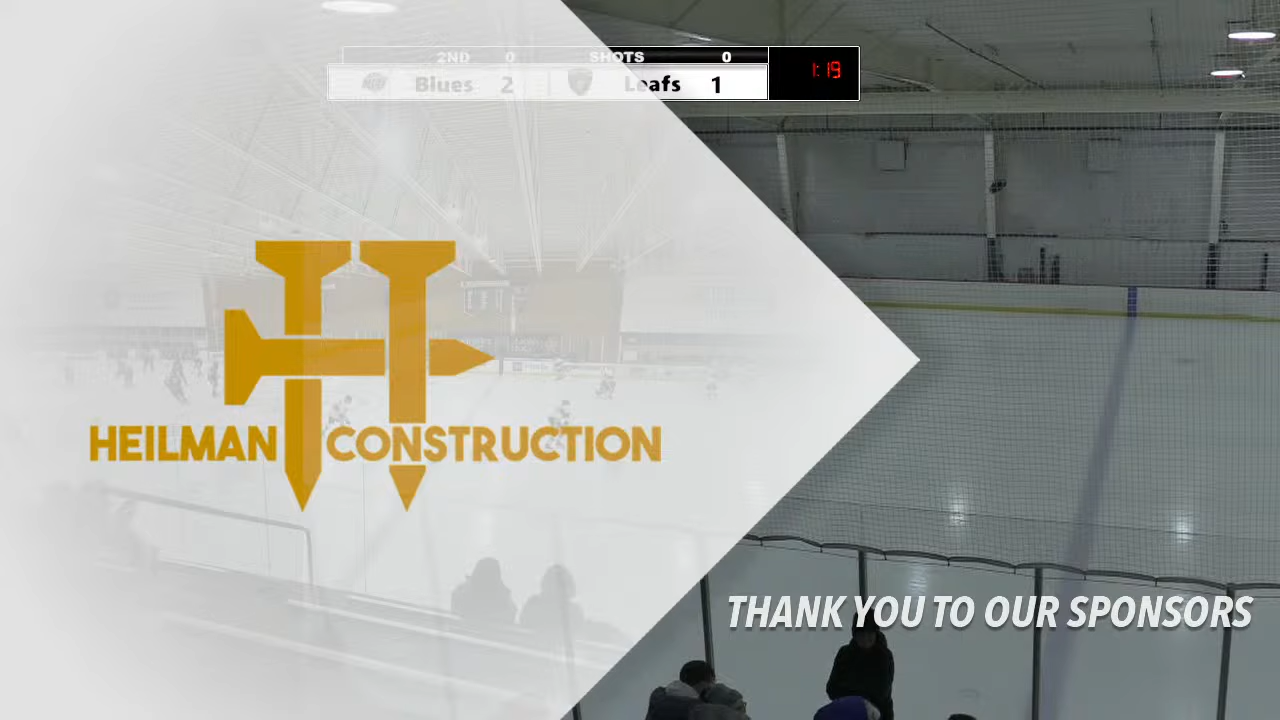 2ND 0 SHOTS 0
Blues 2 Leafs 1
1:19
HEILMAN CONSTRUCTION
THANK YOU TO OUR SPONSORS